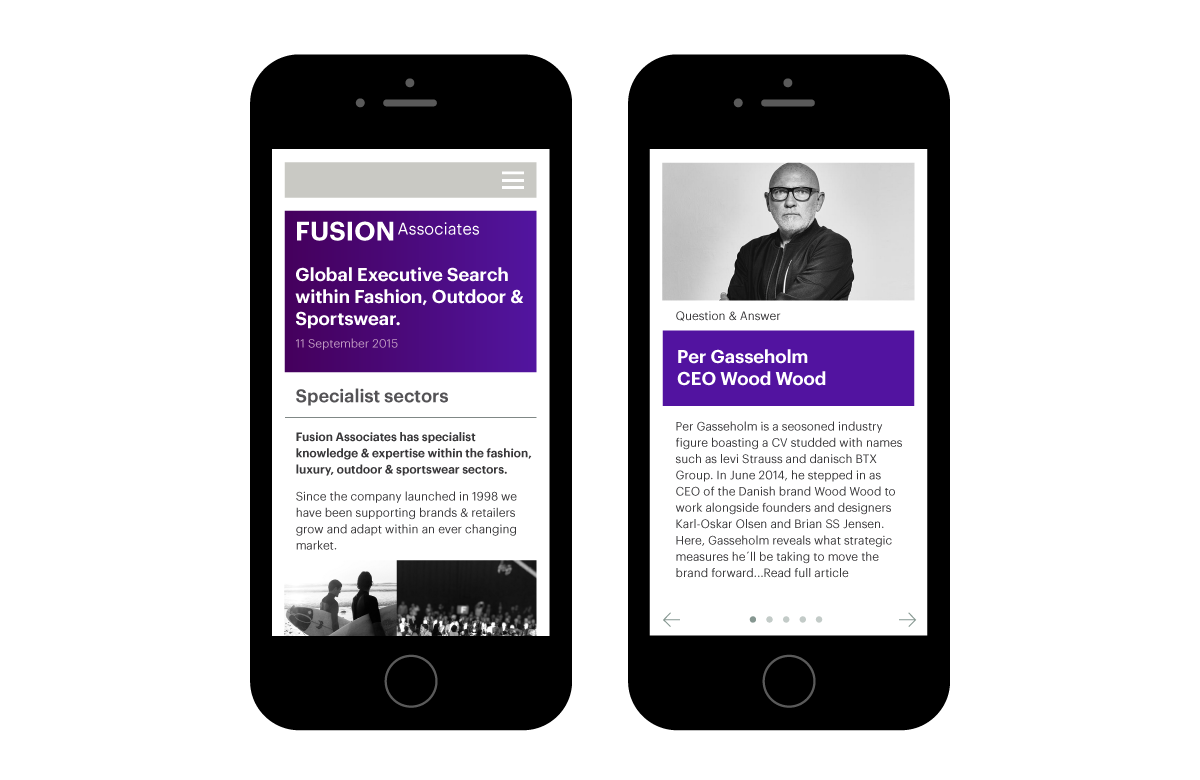 FUSION Associates
Global Executive Search
within Fashion, Outdoor &
Sportswear.
11 September 2015
Specialist sectors
Fusion Associates has specialist
knowledge & expertise within the fashion,
luxury, outdoor & sportswear sectors.
Since the company launched in 1998 we
have been supporting brands & retailers
grow and adapt within an ever changing
market.
Question & Answer
Per Gasseholm
CEO Wood Wood
Per Gasseholm is a seosoned industry
figure boasting a CV studded with names
such as levi Strauss and danisch BTX
Group. In June 2014, he stepped in as
CEO of the Danish brand Wood Wood to
work alongside founders and designers
Karl-Oskar Olsen and Brian SS Jensen.
Here, Gasseholm reveals what strategic
measures he´ll be taking to move the
brand forward...Read full article